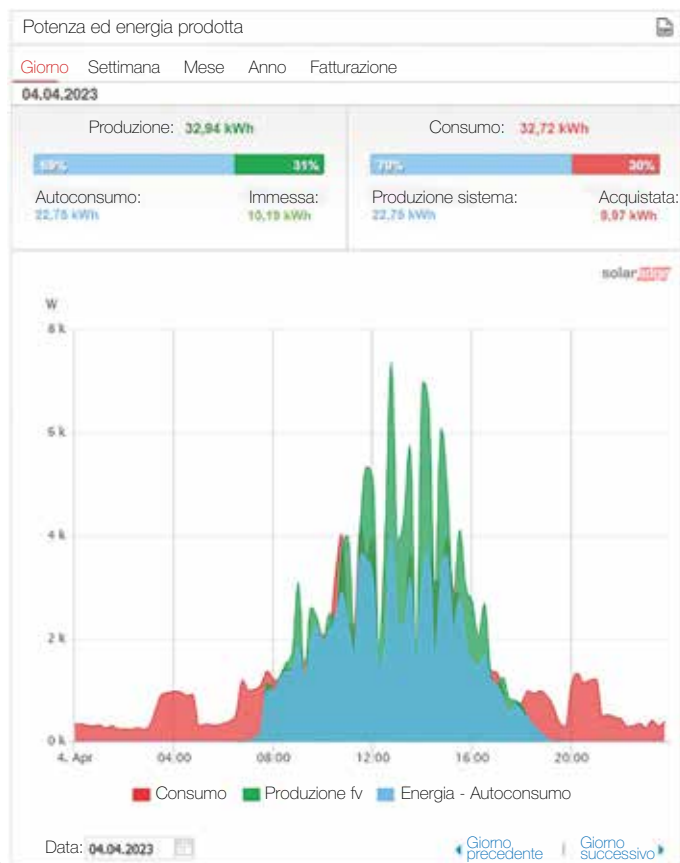 Potenza ed energia prodotta
Giorno Settimana Mese Anno Fatturazione
04.04.2023
Produzione: 32,94 kWh
Consumo: 32,72 kWh
69% 31%
70% 30%
Autoconsumo: Immessa:
22,75 kWh 10,19 kWh
Produzione sistema: Acquistata:
22,75 kWh 9,97 kWh
solaredge
W
8 k
6 k
4 k
2 k
0 k
4. Apr 04:00 08:00 12:00 16:00 20:00
Consumo Produzione fv Energia - Autoconsumo
Data: 04.04.2023
Giorno precedente | Giorno successivo